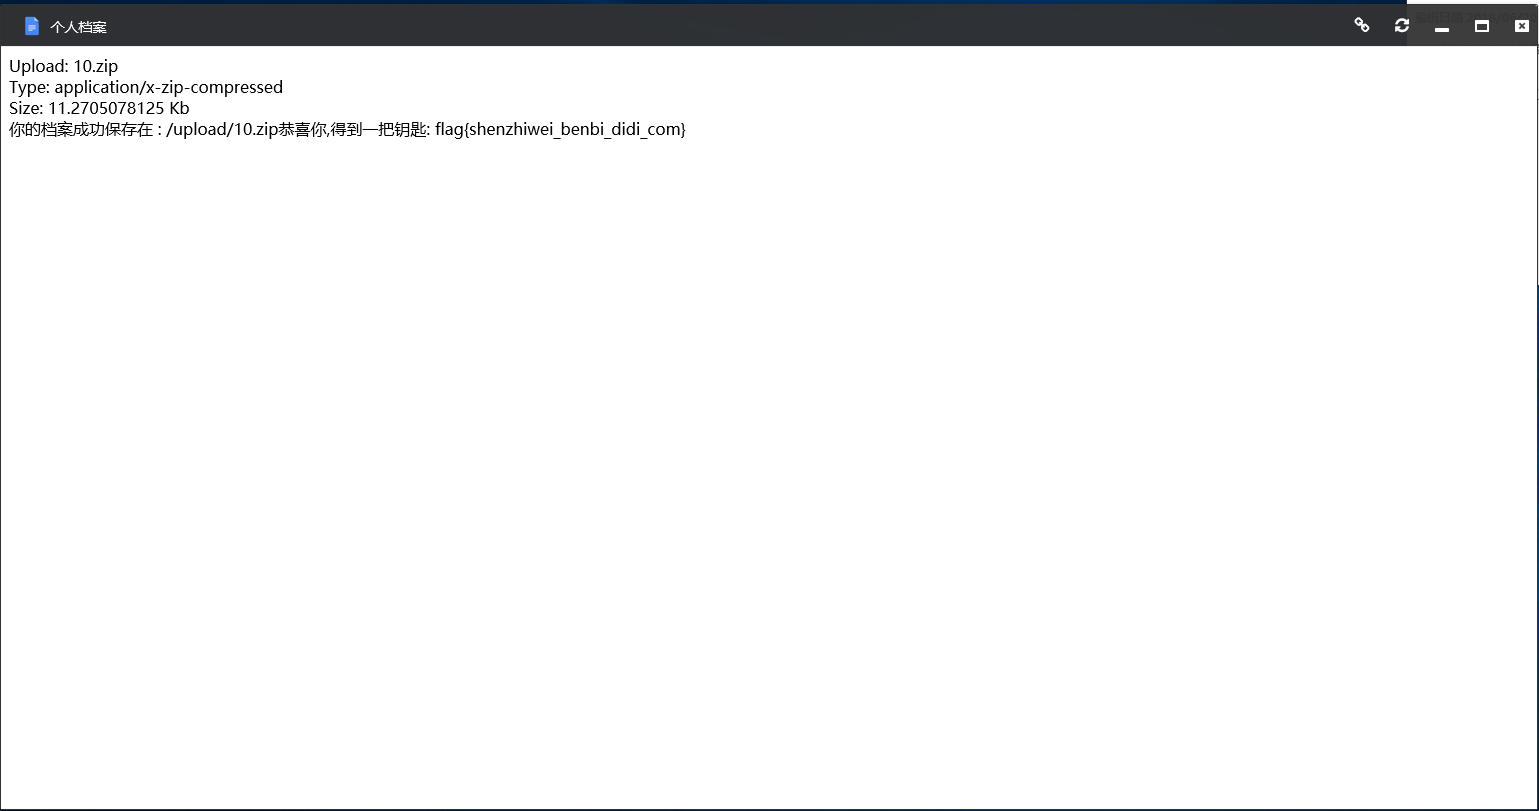 个人档案
Upload: 10.zip
Type: application/x-zip-compressed
Size: 11.2705078125 Kb
你的档案成功保存在 : /upload/10.zip恭喜你,得到一把钥匙: flag{shenzhiwei_benbi_didi_com}